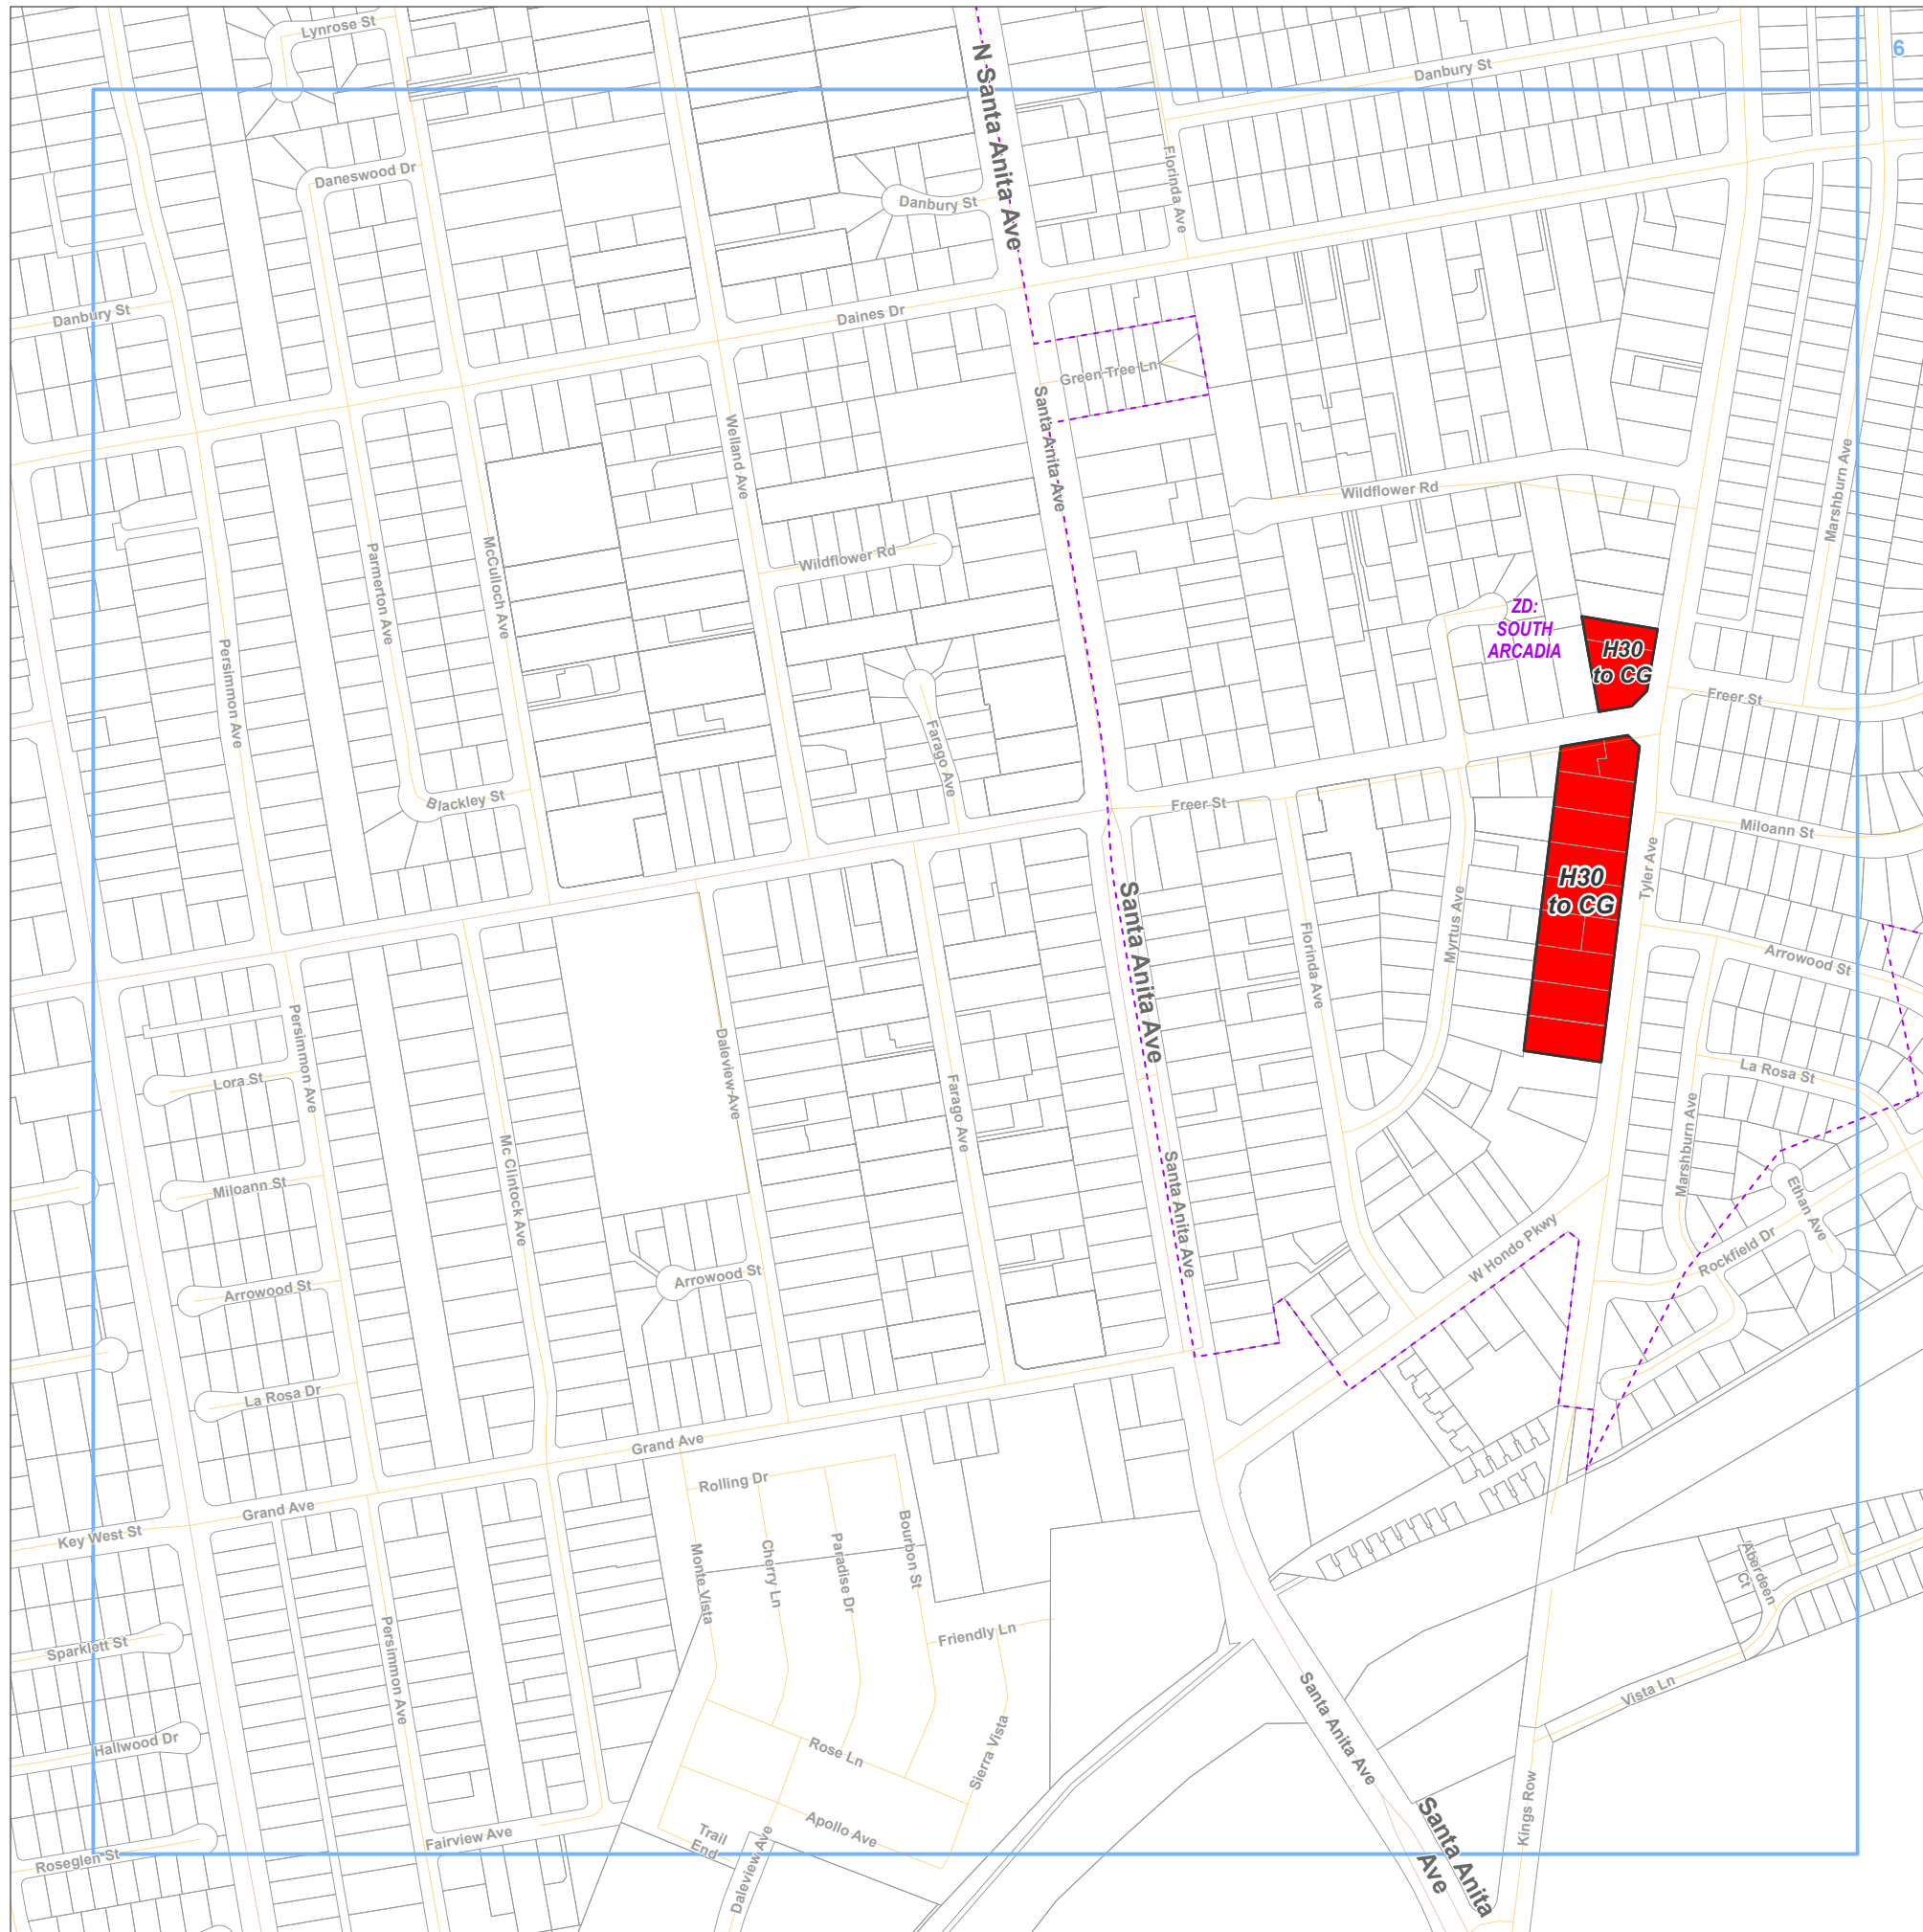 Lynrose St
6
N Santa Anita Ave
Danbury St
Daneswood Dr
Florinda Ave
Danbury St
Danbury St
Daines Dr
Green Tree Ln
Santa Anita Ave
Welland Ave
Marshburn Ave
Wildflower Rd
Parmerton Ave
McCulloch Ave
Wildflower Rd
ZD:
SOUTH
ARCADIA
H30
to CG
Persimmon Ave
Freer St
Farago Ave
Blackley St
Freer St
Miloann St
Tyler Ave
H30
to CG
Santa Anita Ave
Myrtus Ave
Florinda Ave
Arrowood St
Persimmon Ave
Daleview Ave
Lora St
La Rosa St
Farago Ave
Marshburn Ave
Mc Clintock Ave
Miloann St
Santa Anita Ave
Ethan Ave
W Hondo Pkwy
Rockfield Dr
Arrowood St
Arrowood St
La Rosa Dr
Grand Ave
Rolling Dr
Grand Ave
Key West St
Bourbon St
Paradise Dr
Cherry Ln
Monte Vista
Aberdeen
Ct
Persimmon Ave
Friendly Ln
Sparklett St
Vista Ln
Santa Anita Ave
Hallwood Dr
Rose Ln
Sierra Vista
Kings Row
Apollo Ave
Trail
End
Fairview Ave
Daleview Ave
Roseglen St
Santa Anita
Ave